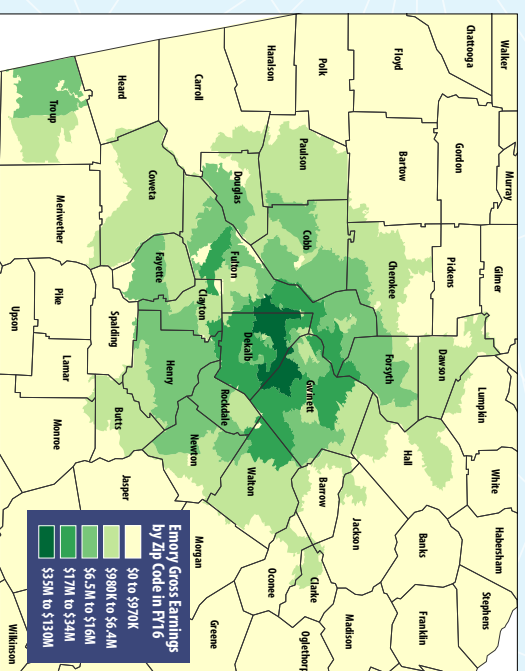 Walker
Murray
Gilmer
White
Habersham
Stephens
Chattooga
Gordon
Pickens
Dawson
Lumpkin
Banks
Franklin
Floyd
Bartow
Cherokee
Forsyth
Hall
Jackson
Madison
Polk
Paulson
Cobb
Gwinett
Barrow
Clarke
Oglethorp
Haralson
Douglas
Fulton
Dekalb
Rockdale
Walton
Oconee
Carroll
Clayton
Newton
Morgan
Greene
Coweta
Fayette
Henry
Heard
Spalding
Butts
Jasper
Troup
Meriwether
Pike
Lamar
Monroe
Upson
Wilkinson
Emory Gross Earnings
by Zip Code in FY16
$0 to $970K
$980K to $6.4M
$6.5M to $16M
$17M to $34M
$35M to $130M